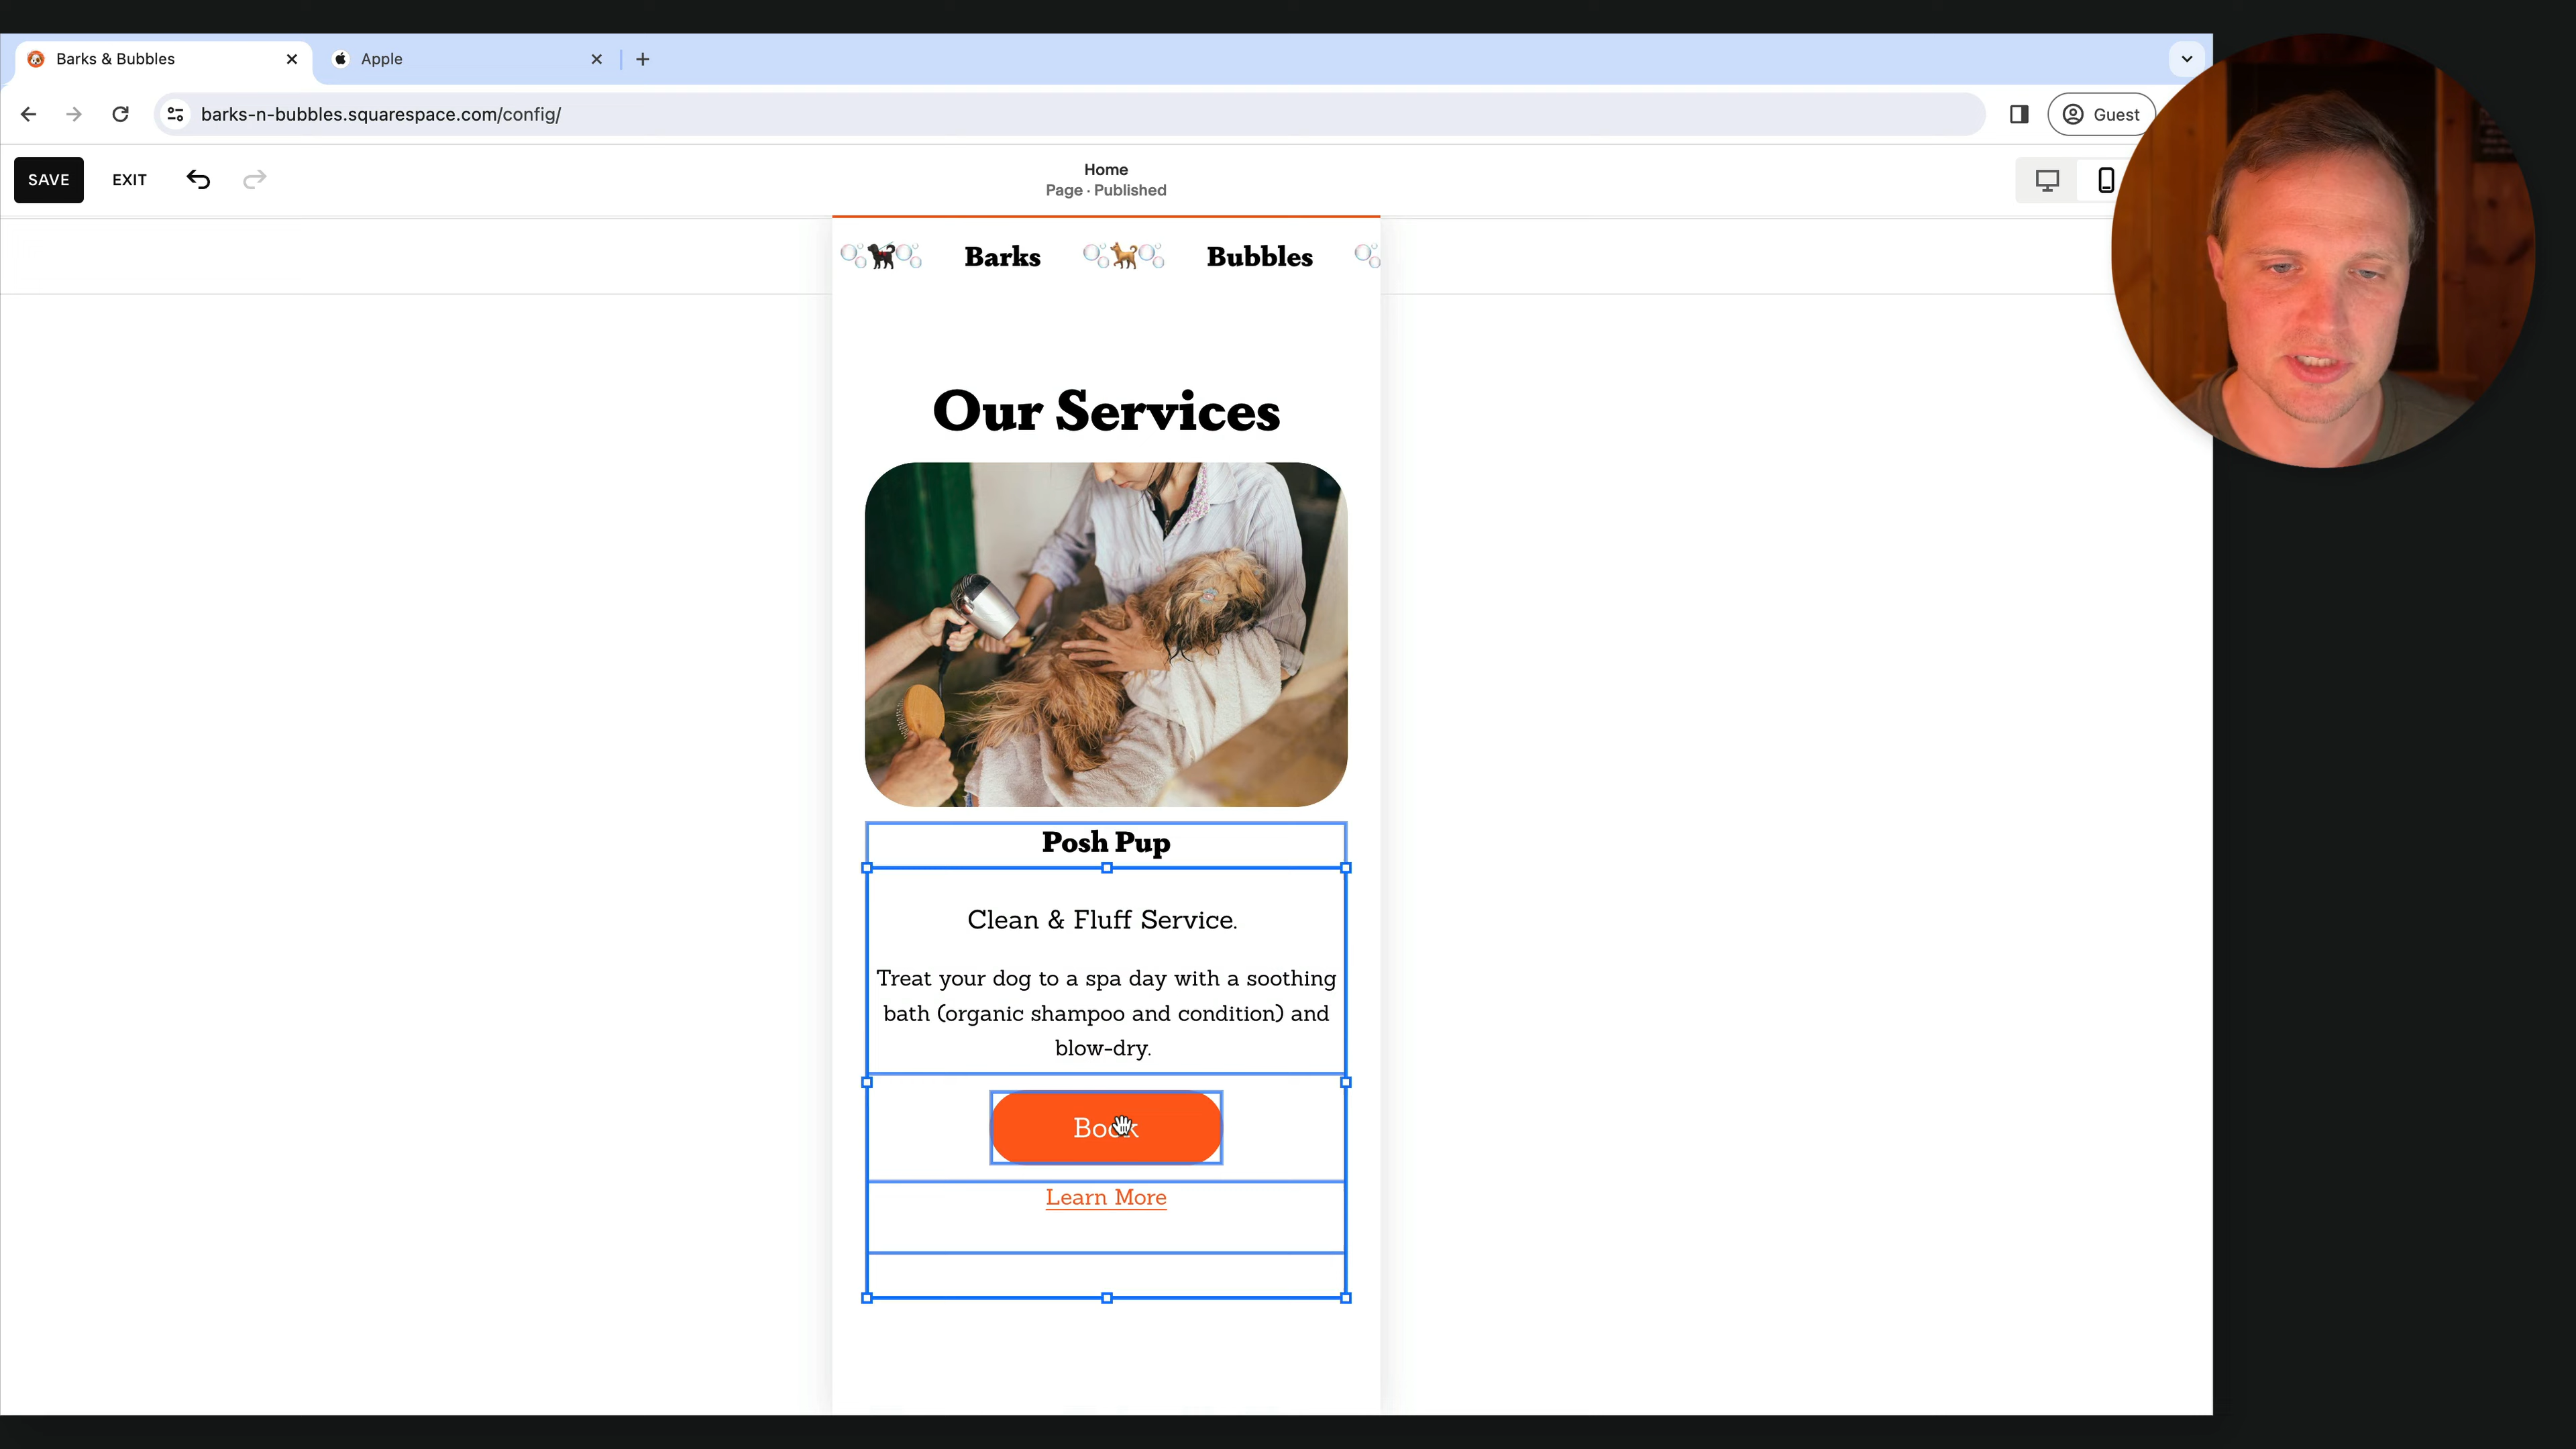 Barks & Bubbles
Apple
barks-n-bubbles.squarespace.com/config/
Guest
SAVE
EXIT
Home
Page · Published
Barks
Bubbles
Our Services
Posh Pup
Clean & Fluff Service.
Treat your dog to a spa day with a soothing
bath (organic shampoo and condition) and
blow-dry.
Book
Learn More